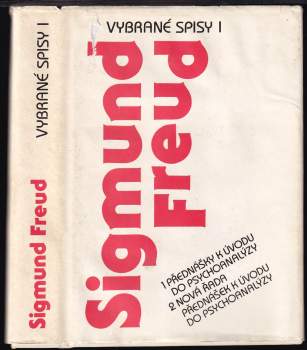 VYBRANÉ SPISY I
Sigmund Freud
VYBRANÉ SPISY I
Sigmund
Freud
1 PŘEDNÁŠKY K ÚVODU
DO PSYCHOANALÝZY
2 NOVÁ ŘADA
PŘEDNÁŠEK K ÚVODU
DO PSYCHOANALÝZY